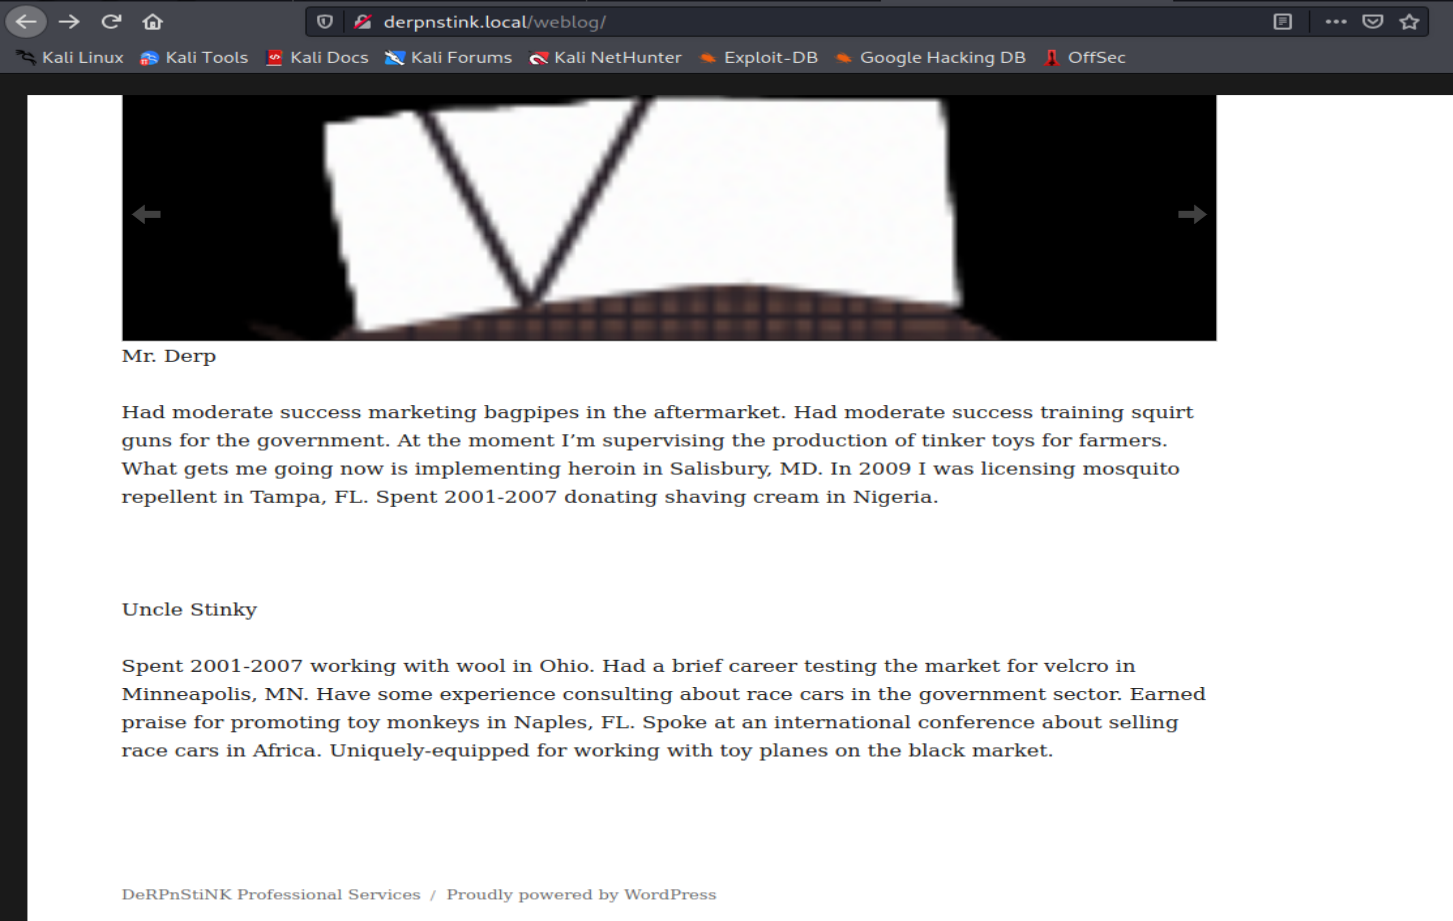 derpnstink.local/weblog/
Kali Linux Kali Tools Kali Docs Kali Forums Kali NetHunter Exploit-DB Google Hacking DB OffSec
Mr. Derp
Had moderate success marketing bagpipes in the aftermarket. Had moderate success training squirt
guns for the government. At the moment I’m supervising the production of tinker toys for farmers.
What gets me going now is implementing heroin in Salisbury, MD. In 2009 I was licensing mosquito
repellent in Tampa, FL. Spent 2001-2007 donating shaving cream in Nigeria.
Uncle Stinky
Spent 2001-2007 working with wool in Ohio. Had a brief career testing the market for velcro in
Minneapolis, MN. Have some experience consulting about race cars in the government sector. Earned
praise for promoting toy monkeys in Naples, FL. Spoke at an international conference about selling
race cars in Africa. Uniquely-equipped for working with toy planes on the black market.
DeRPnStiNK Professional Services / Proudly powered by WordPress